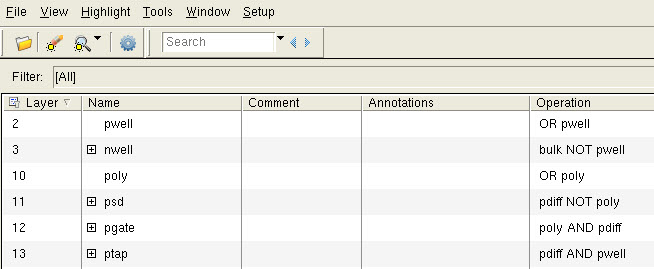 File View Highlight Tools Window Setup
Search
Filter: [All]
Layer Name Comment Annotations Operation
2 pwell OR pwell
3 nwell bulk NOT pwell
10 poly OR poly
11 psd pdiff NOT poly
12 pgate poly AND pdiff
13 ptap pdiff AND pwell